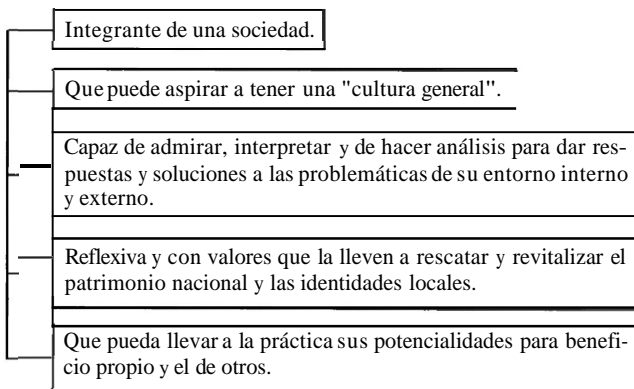 Integrante de una sociedad.
Que puede aspirar a tener una "cultura general".
Capaz de admirar, interpretar y de hacer análisis para dar res-
puestas y soluciones a las problemáticas de su entorno interno
y externo.
Reflexiva y con valores que la lleven a rescatar y revitalizar el
patrimonio nacional y las identidades locales.
Que pueda llevar a la práctica sus potencialidades para benefi-
cio propio y el de otros.